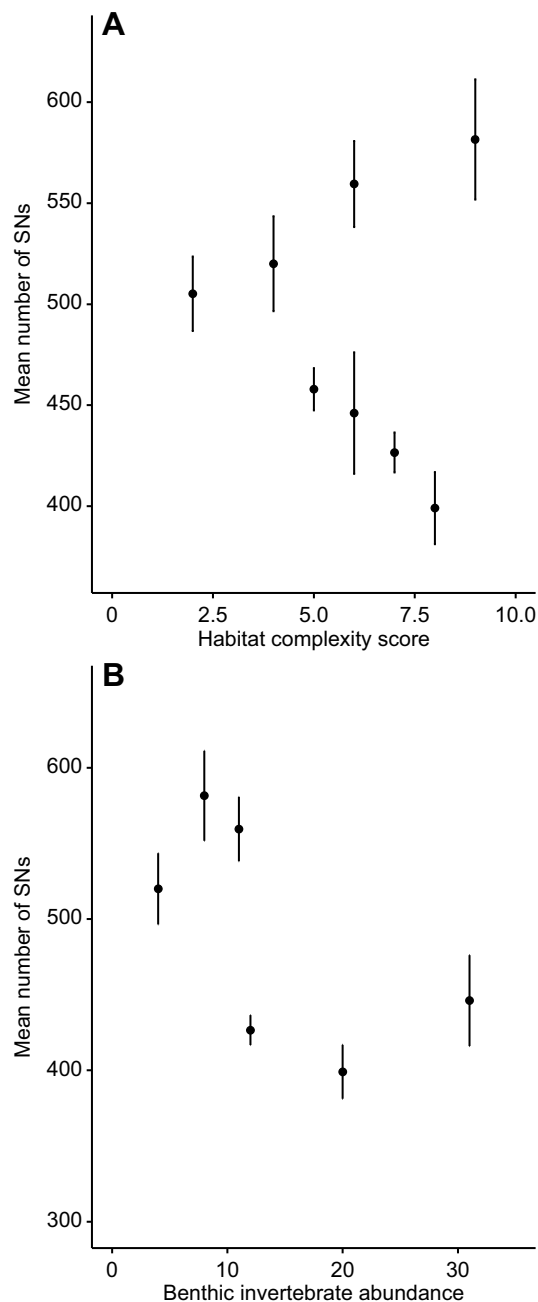 A
600
550
500
450
400
Mean number of SNs
0 2.5 5.0 7.5 10.0
Habitat complexity score
B
600
500
400
300
Mean number of SNs
0 10 20 30
Benthic invertebrate abundance